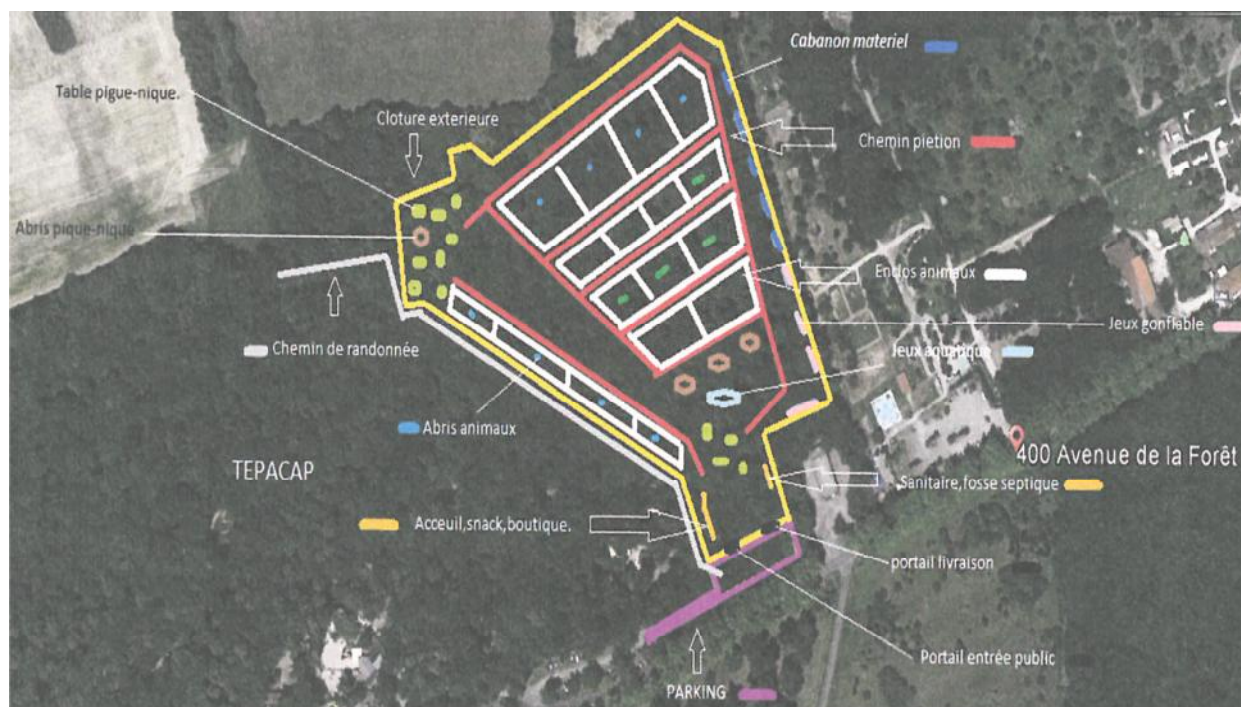 Cabanon materiel
Table pigue-nique.
Cloture exterieure
Chemin pietion
Abris pique-nique
Enclos animaux
Jeux gonflable
Chemin de randonnée
Jeux aquatique
Abris animaux
400 Avenue de la Forêt
TEPACAP
Sanitaire,fosse septique
Acceuil,snack,boutique.
portail livraison
Portail entrée public
PARKING